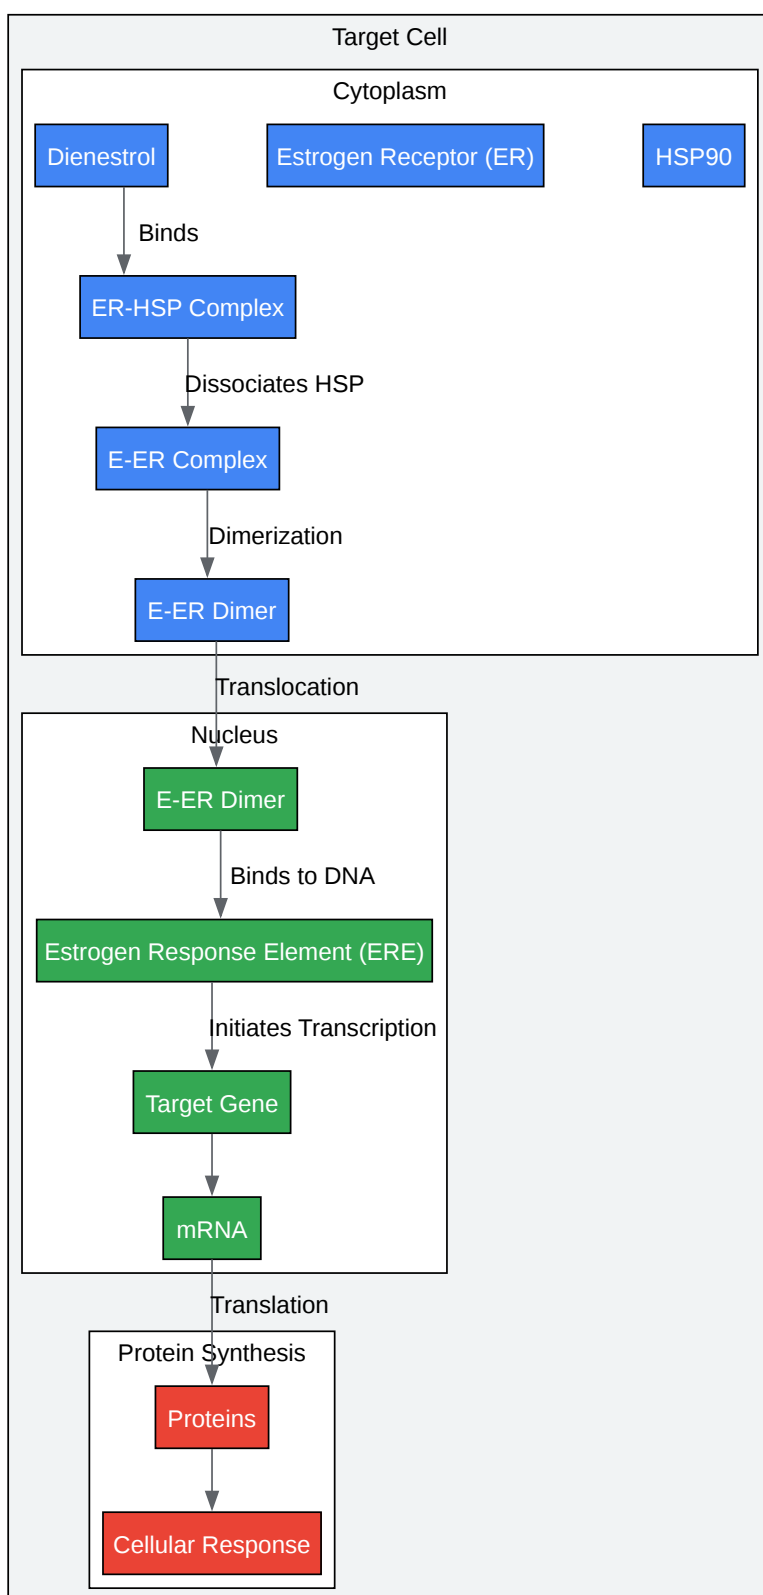 Target Cell
Cytoplasm
Dienestrol
Estrogen Receptor (ER)
HSP90
Binds
ER-HSP Complex
Dissociates HSP
E-ER Complex
Dimerization
E-ER Dimer
Translocation
Nucleus
E-ER Dimer
Binds to DNA
Estrogen Response Element (ERE)
Initiates Transcription
Target Gene
mRNA
Translation
Protein Synthesis
Proteins
Cellular Response